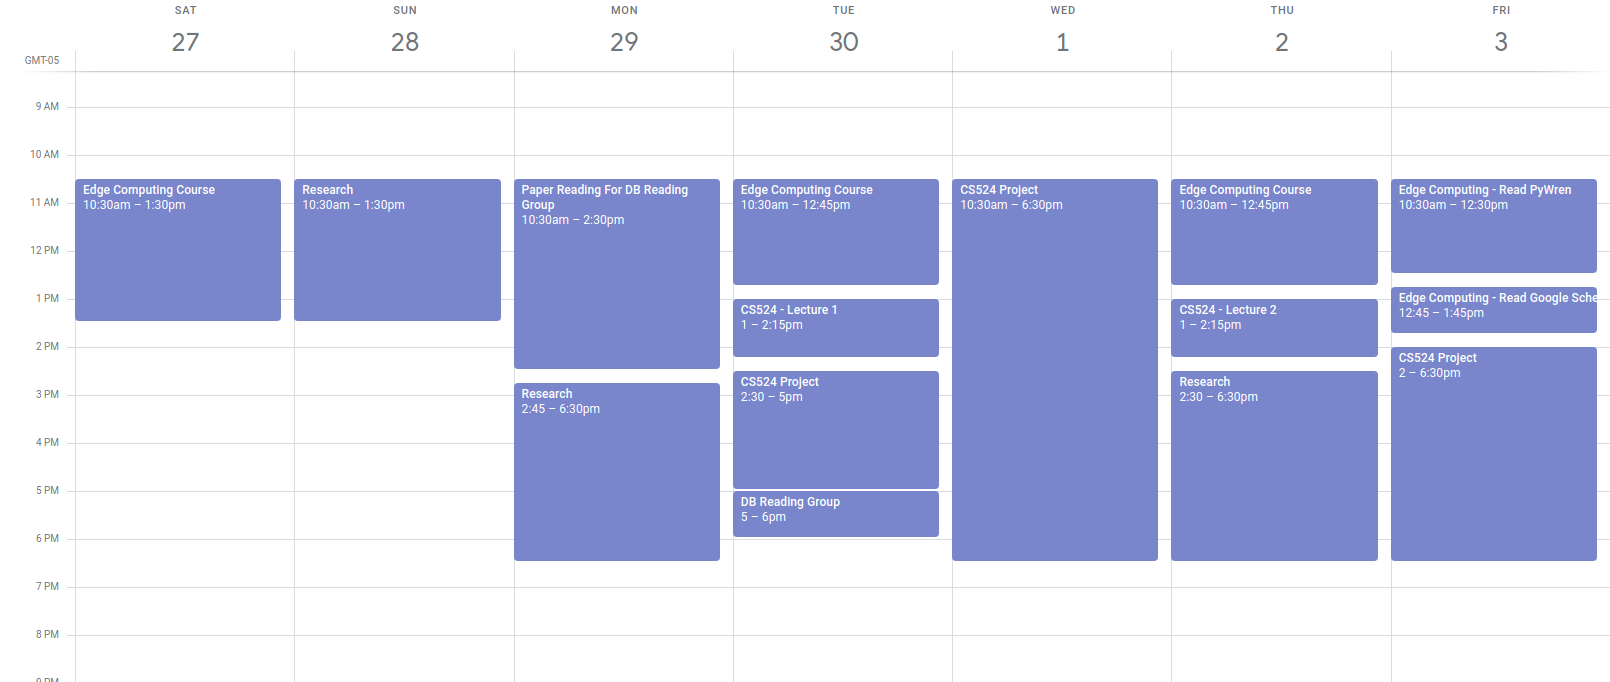 SAT
SUN
MON
TUE
WED
THU
FRI
27
28
29
30
1
2
3
GMT-05
9 AM
10 AM
11 AM
12 PM
1 PM
2 PM
3 PM
4 PM
5 PM
6 PM
7 PM
8 PM
9 PM
Edge Computing Course
10:30am – 1:30pm
Research
10:30am – 1:30pm
Paper Reading For DB Reading
Group
10:30am – 2:30pm
Research
2:45 – 6:30pm
Edge Computing Course
10:30am – 12:45pm
CS524 - Lecture 1
1 – 2:15pm
CS524 Project
2:30 – 5pm
DB Reading Group
5 – 6pm
CS524 Project
10:30am – 6:30pm
Edge Computing Course
10:30am – 12:45pm
CS524 - Lecture 2
1 – 2:15pm
Research
2:30 – 6:30pm
Edge Computing - Read PyWren
10:30am – 12:30pm
Edge Computing - Read Google Sche
12:45 – 1:45pm
CS524 Project
2 – 6:30pm